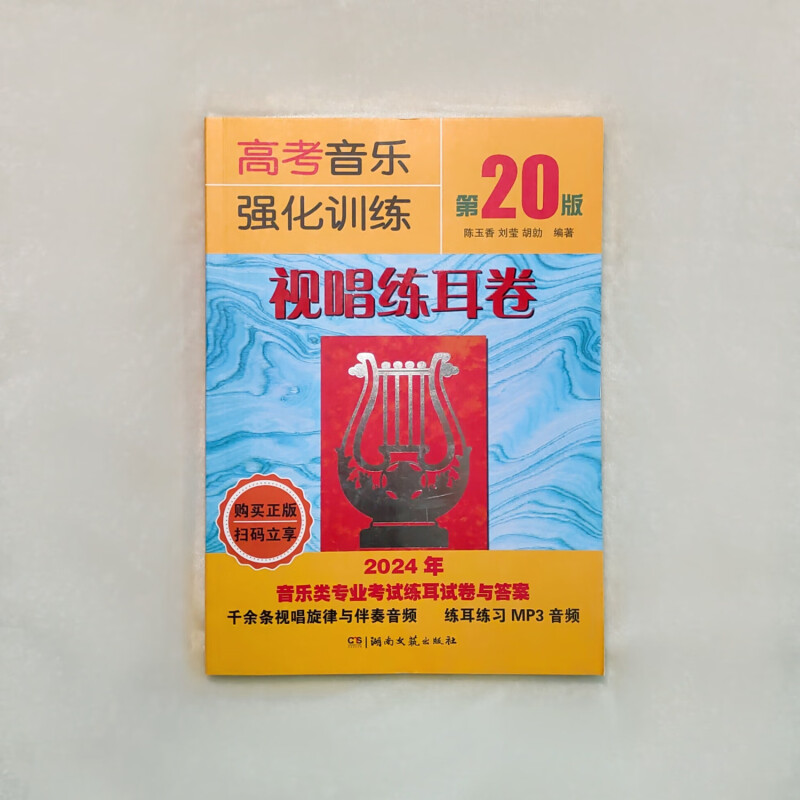 高考音乐
强化训练
第20版
陈玉香 刘莹 胡勍 编著
视唱练耳卷
购买正版
扫码立享
2024年
音乐类专业考试练耳试卷与答案
千余条视唱旋律与伴奏音频 练耳练习MP3音频
湖南文艺出版社